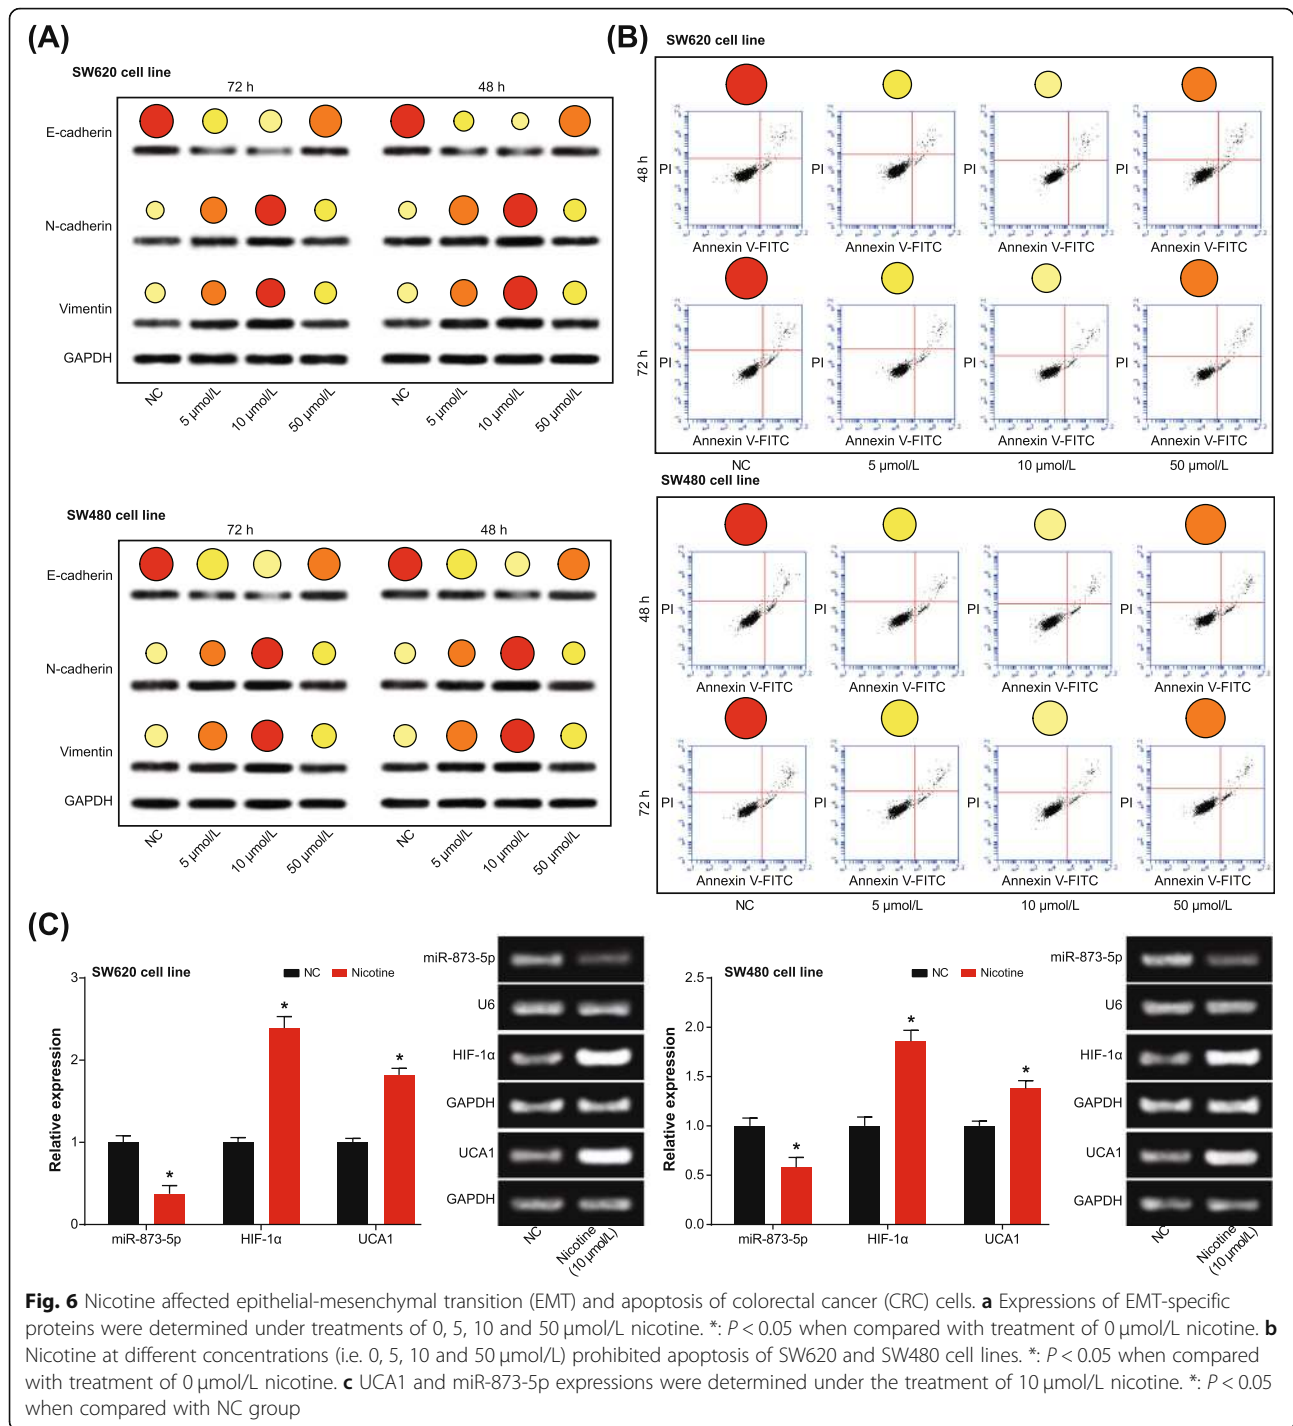 (A)
SW620 cell line
72 h 48 h
E-cadherin
N-cadherin
Vimentin
GAPDH
NC 5 µmol/L 10 µmol/L 50 µmol/L NC 5 µmol/L 10 µmol/L 50 µmol/L
SW480 cell line
72 h 48 h
E-cadherin
N-cadherin
Vimentin
GAPDH
NC 5 µmol/L 10 µmol/L 50 µmol/L NC 5 µmol/L 10 µmol/L 50 µmol/L
(B)
SW620 cell line
48 h PI PI PI PI
Annexin V-FITC Annexin V-FITC Annexin V-FITC Annexin V-FITC
72 h PI PI PI PI
Annexin V-FITC Annexin V-FITC Annexin V-FITC Annexin V-FITC
NC 5 µmol/L 10 µmol/L 50 µmol/L
SW480 cell line
48 h PI PI PI PI
Annexin V-FITC Annexin V-FITC Annexin V-FITC Annexin V-FITC
72 h PI PI PI PI
Annexin V-FITC Annexin V-FITC Annexin V-FITC Annexin V-FITC
NC 5 µmol/L 10 µmol/L 50 µmol/L
(C)
SW620 cell line
NC Nicotine
Relative expression
3
2
1
0
* * *
miR-873-5p HIF-1α UCA1
miR-873-5p
U6
HIF-1α
GAPDH
UCA1
GAPDH
NC Nicotine
(10 µmol/L)
SW480 cell line
NC Nicotine
Relative expression
2.5
2.0
1.5
1.0
0.5
0.0
* * *
miR-873-5p HIF-1α UCA1
miR-873-5p
U6
HIF-1α
GAPDH
UCA1
GAPDH
NC Nicotine
(10 µmol/L)
Fig. 6 Nicotine affected epithelial-mesenchymal transition (EMT) and apoptosis of colorectal cancer (CRC) cells. a Expressions of EMT-specific
proteins were determined under treatments of 0, 5, 10 and 50 µmol/L nicotine. *: P < 0.05 when compared with treatment of 0 µmol/L nicotine. b
Nicotine at different concentrations (i.e. 0, 5, 10 and 50 µmol/L) prohibited apoptosis of SW620 and SW480 cell lines. *: P < 0.05 when compared
with treatment of 0 µmol/L nicotine. c UCA1 and miR-873-5p expressions were determined under the treatment of 10 µmol/L nicotine. *: P < 0.05
when compared with NC group